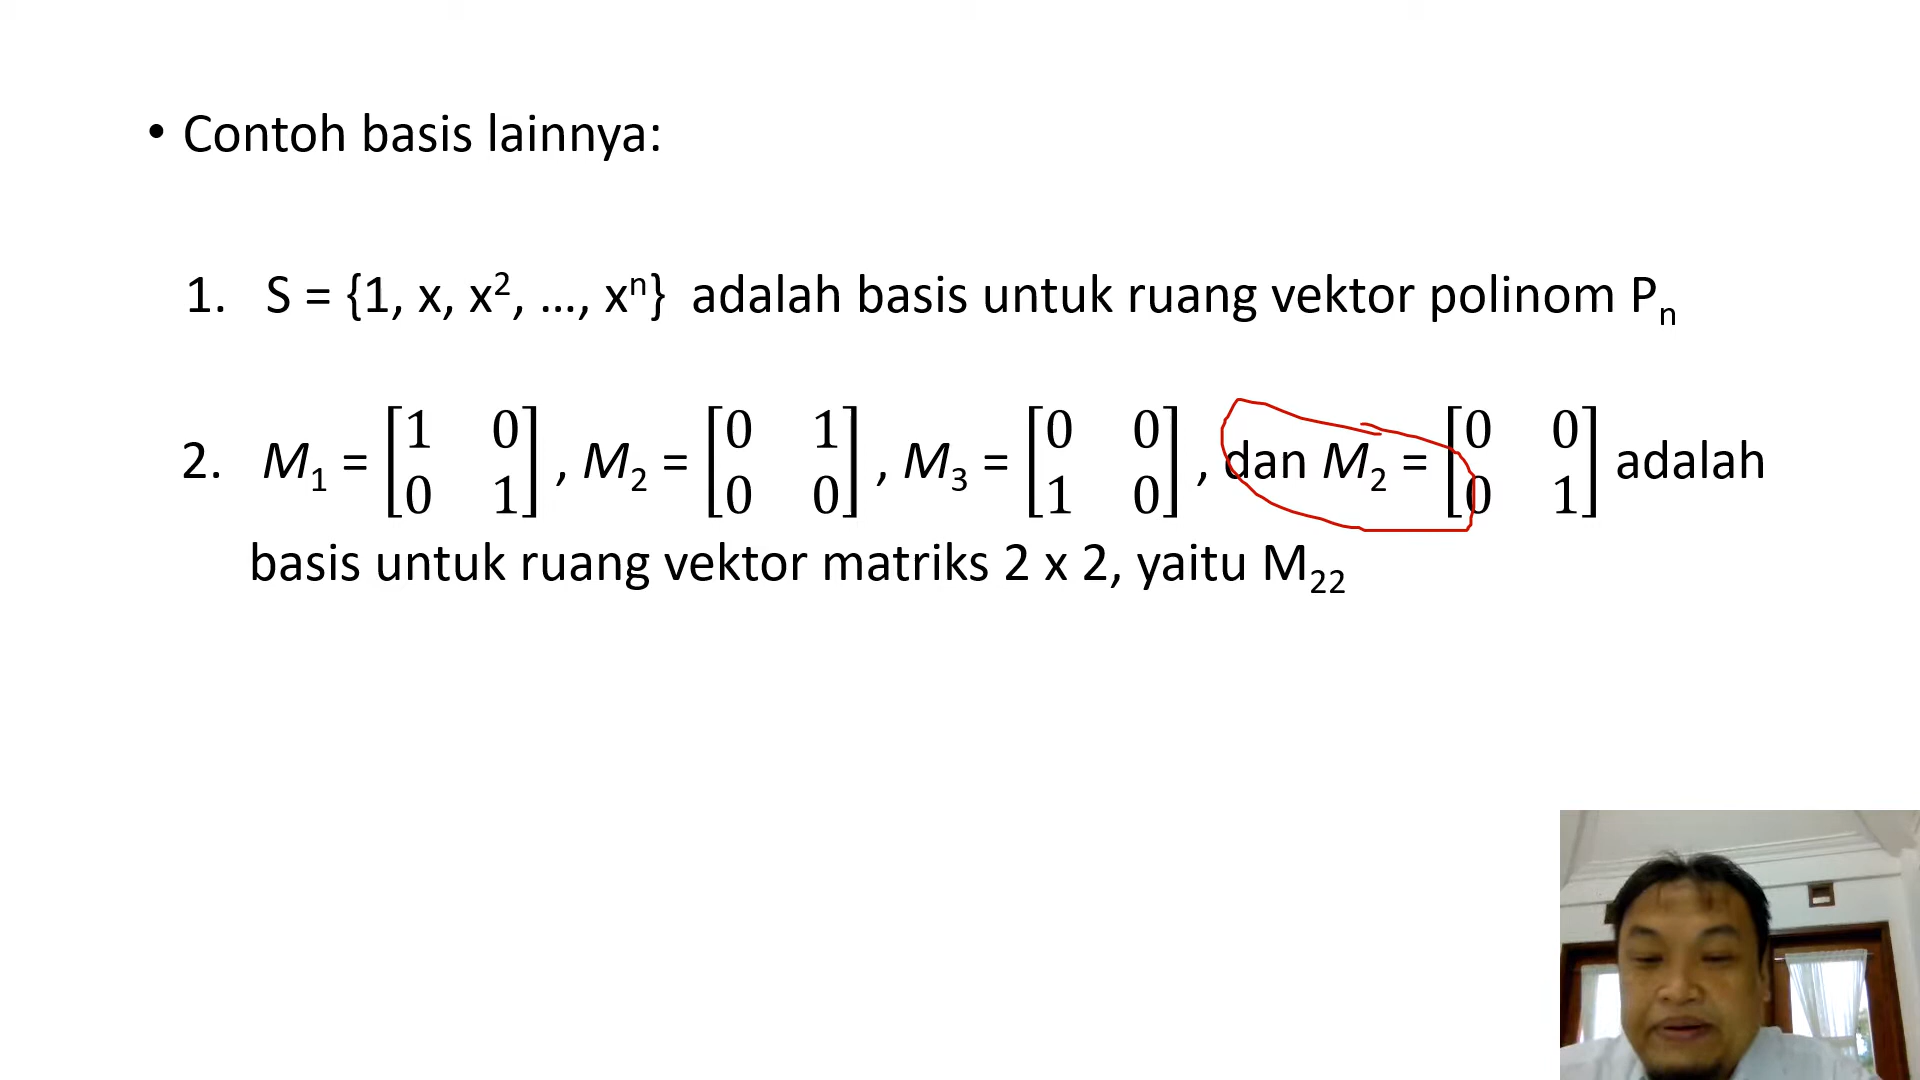 • Contoh basis lainnya:
1. S = {1, x, x², …, xⁿ} adalah basis untuk ruang vektor polinom Pₙ
2. M₁ = [1 0; 0 1], M₂ = [0 1; 0 0], M₃ = [0 0; 1 0], dan M₂ = [0 0; 0 1] adalah
basis untuk ruang vektor matriks 2 x 2, yaitu M₂₂